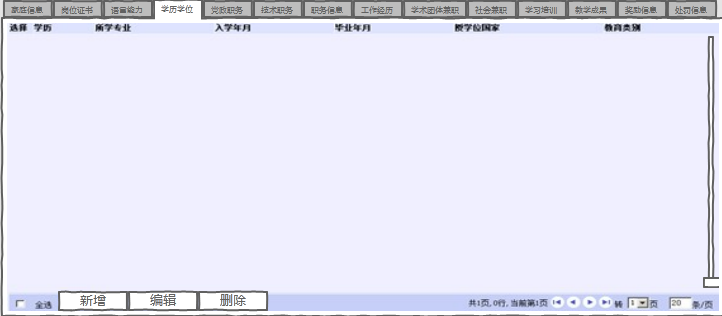 家庭信息 岗位证书 语言能力 学历学位 党政职务 技术职务 职务信息 工作经历 学术团体兼职 社会兼职 学习培训 教学成果 奖励信息 处罚信息
选择 学历 所学专业 入学年月 毕业年月 授学位国家 教育类别
全选 新增 编辑 删除 共1页,0行,当前第1页 转 1 页 20 条/页